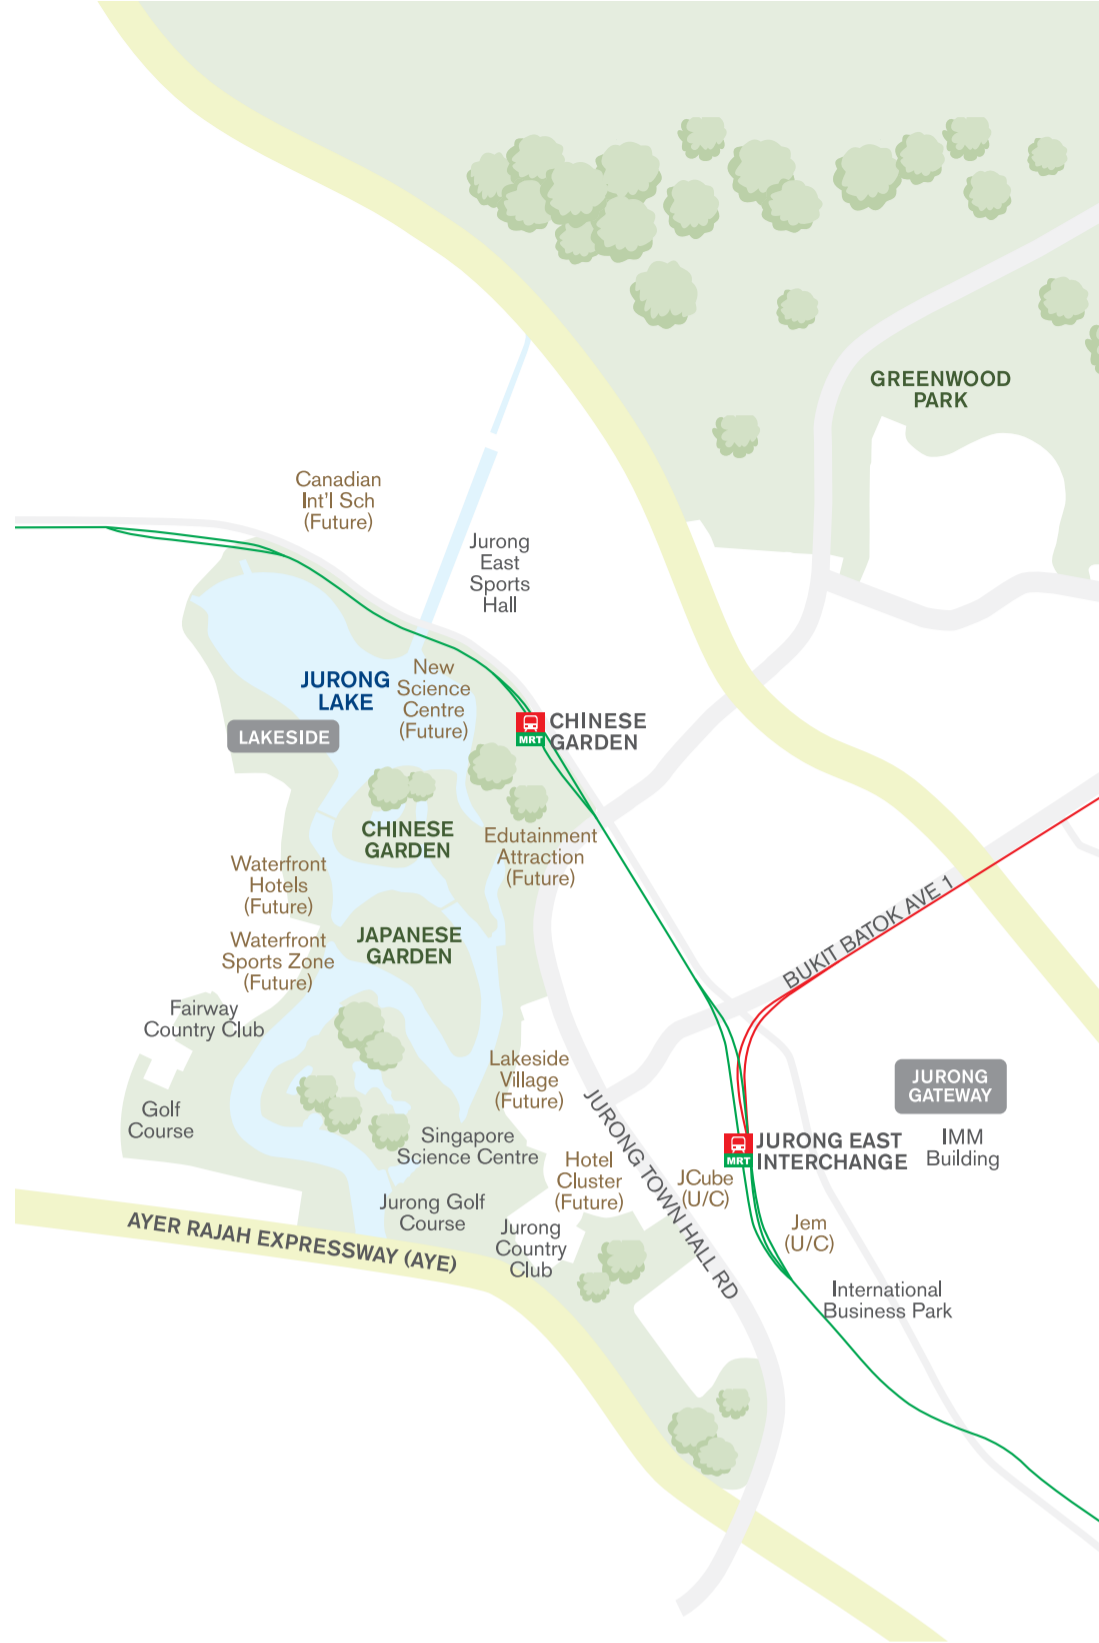 GREENWOOD
PARK
Canadian
Int'l Sch
(Future)
Jurong
East
Sports
Hall
JURONG
LAKE
New
Science
Centre
(Future)
LAKESIDE
MRT
CHINESE
GARDEN
CHINESE
GARDEN
Edutainment
Attraction
(Future)
Waterfront
Hotels
(Future)
JAPANESE
GARDEN
Waterfront
Sports Zone
(Future)
BUKIT BATOK AVE 1
Fairway
Country Club
Lakeside
Village
(Future)
JURONG
GATEWAY
Golf
Course
JURONG TOWN HALL RD
Singapore
Science Centre
MRT
JURONG EAST
INTERCHANGE
IMM
Building
Hotel
Cluster
(Future)
JCube
(U/C)
Jurong Golf
Course
Jurong
Country
Club
Jem
(U/C)
AYER RAJAH EXPRESSWAY (AYE)
International
Business Park